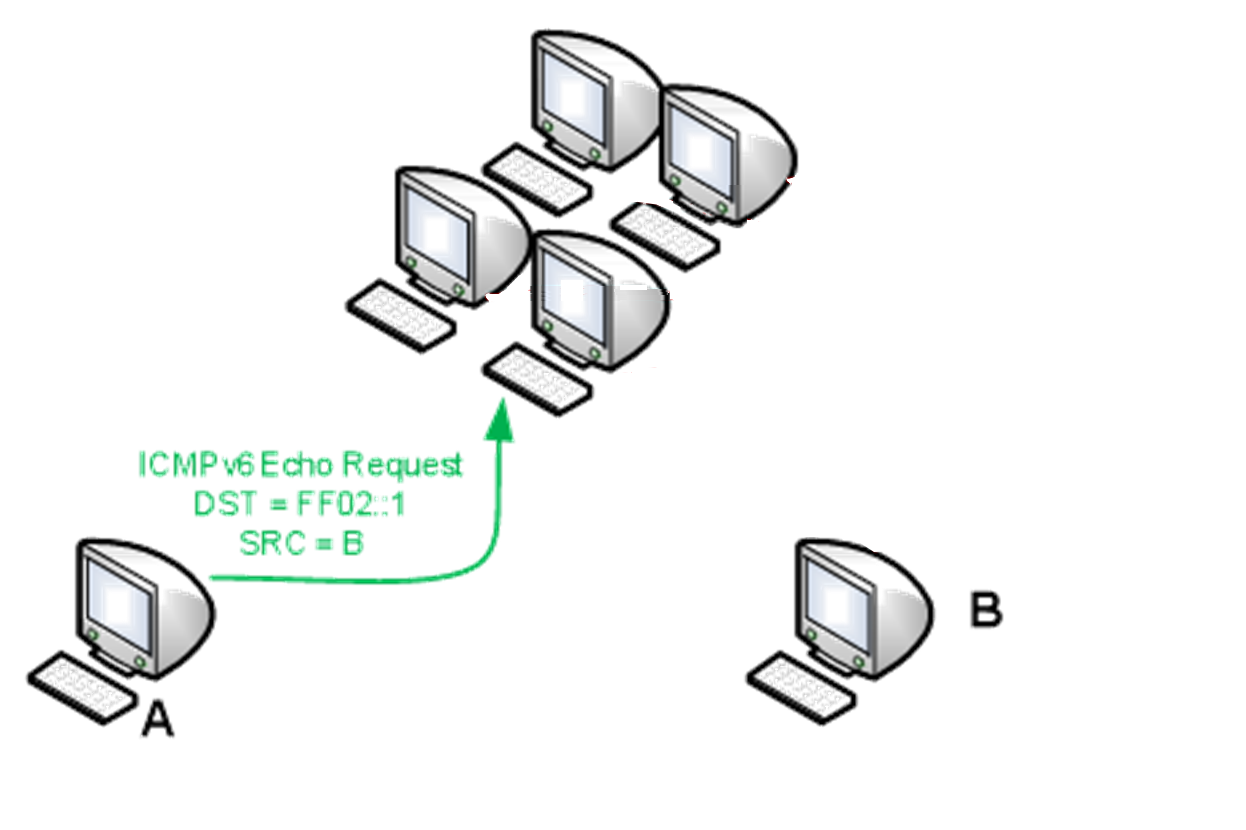 ICMPv6 Echo Request
DST = FF02::1
SRC = B
B
A